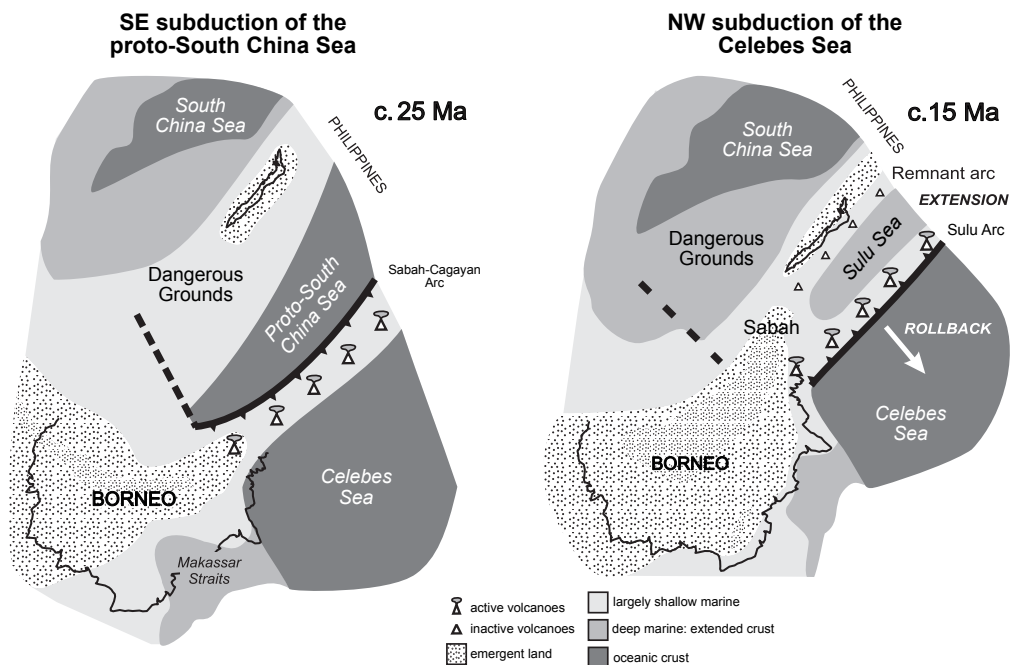 SE subduction of the
proto-South China Sea
South
China Sea
c. 25 Ma
PHILIPPINES
Dangerous
Grounds
Proto-South
China Sea
Sabah-Cagayan
Arc
BORNEO
Celebes
Sea
Makassar
Straits
NW subduction of the
Celebes Sea
South
China Sea
c.15 Ma
PHILIPPINES
Remnant arc
EXTENSION
Sulu Arc
Dangerous
Grounds
Sulu Sea
Sabah
ROLLBACK
Celebes
Sea
BORNEO
active volcanoes
inactive volcanoes
emergent land
largely shallow marine
deep marine: extended crust
oceanic crust